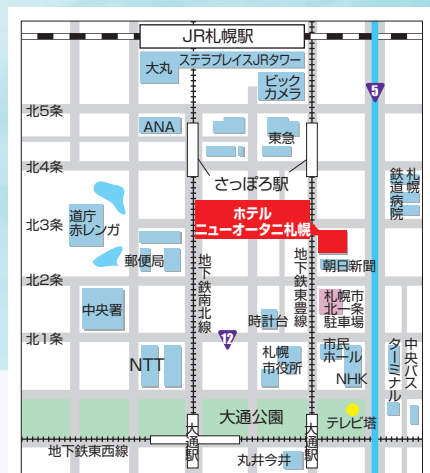 JR札幌駅
ステラプレイスJRタワー
大丸
ビック
カメラ
5
北5条
ANA
東急
北4条
さっぽろ駅
札幌
鉄道病院
ホテル
ニューオータニ札幌
北3条
道庁
赤レンガ
地下鉄南北線
地下鉄東豊線
郵便局
朝日新聞
北2条
中央署
札幌市
北一条
駐車場
時計台
北1条
12
市民
ホール
中央バス
ターミナル
NTT
札幌
市役所
NHK
大通公園
テレビ塔
地下鉄東西線
大通駅
大通駅
丸井今井